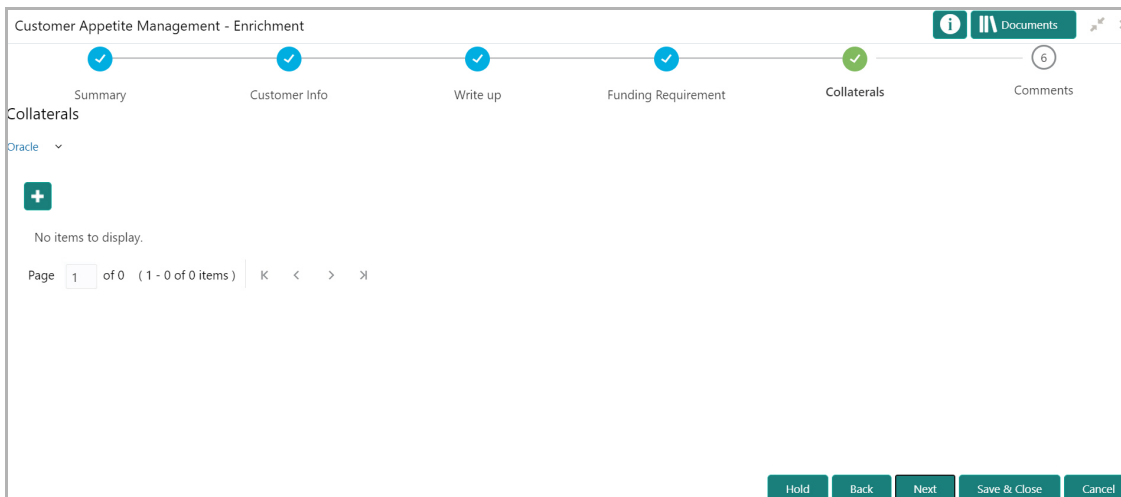 Customer Appetite Management - Enrichment
i Documents
6
Summary Customer Info Write up Funding Requirement Collaterals Comments
Collaterals
Oracle
No items to display.
Page 1 of 0 ( 1 - 0 of 0 items )
Hold Back Next Save & Close Cancel